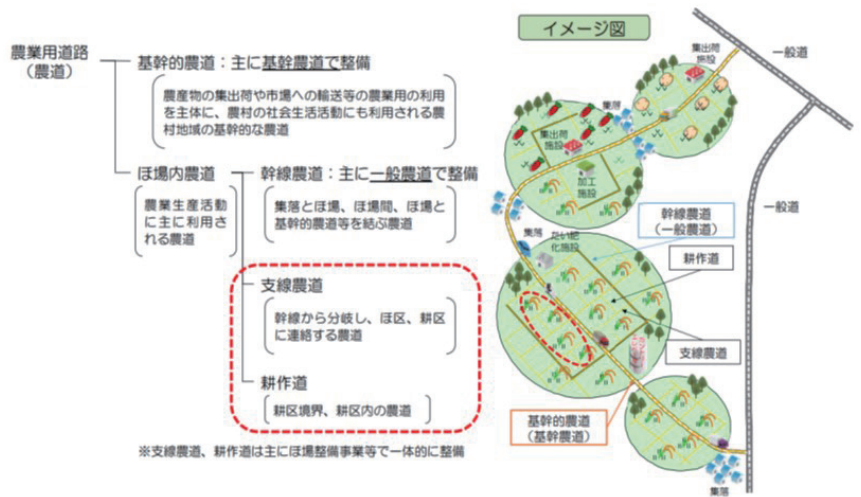 農業用道路
（農道）
基幹的農道：主に基幹農道で整備
農産物の集出荷や市場への輸送等の農業用の利用
を主体に、農村の社会生活活動にも利用される農
村地域の基幹的な農道
ほ場内農道
農業生産活動
に主に利用さ
れる農道
幹線農道：主に一般農道で整備
集落とほ場、ほ場間、ほ場と
基幹的農道等を結ぶ農道
支線農道
幹線から分岐し、ほ区、耕区
に連絡する農道
耕作道
耕区境界、耕区内の農道
※支線農道、耕作道は主にほ場整備事業等で一体的に整備
イメージ図
集出荷
施設
一般道
集落
集出荷
施設
加工
施設
一般道
集落
たい肥
化施設
幹線農道
（一般農道）
耕作道
支線農道
基幹的農道
（基幹農道）
集落